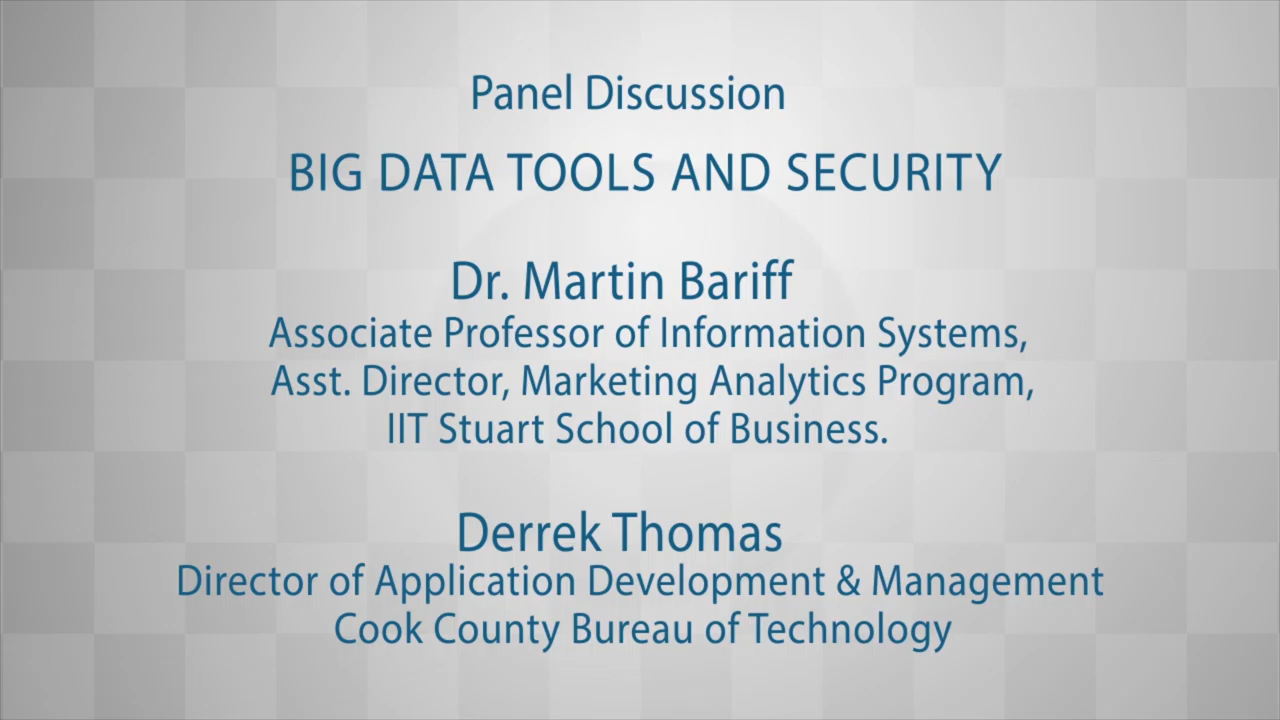 Panel Discussion
BIG DATA TOOLS AND SECURITY
Dr. Martin Bariff
Associate Professor of Information Systems,
Asst. Director, Marketing Analytics Program,
IIT Stuart School of Business.
Derrek Thomas
Director of Application Development & Management
Cook County Bureau of Technology